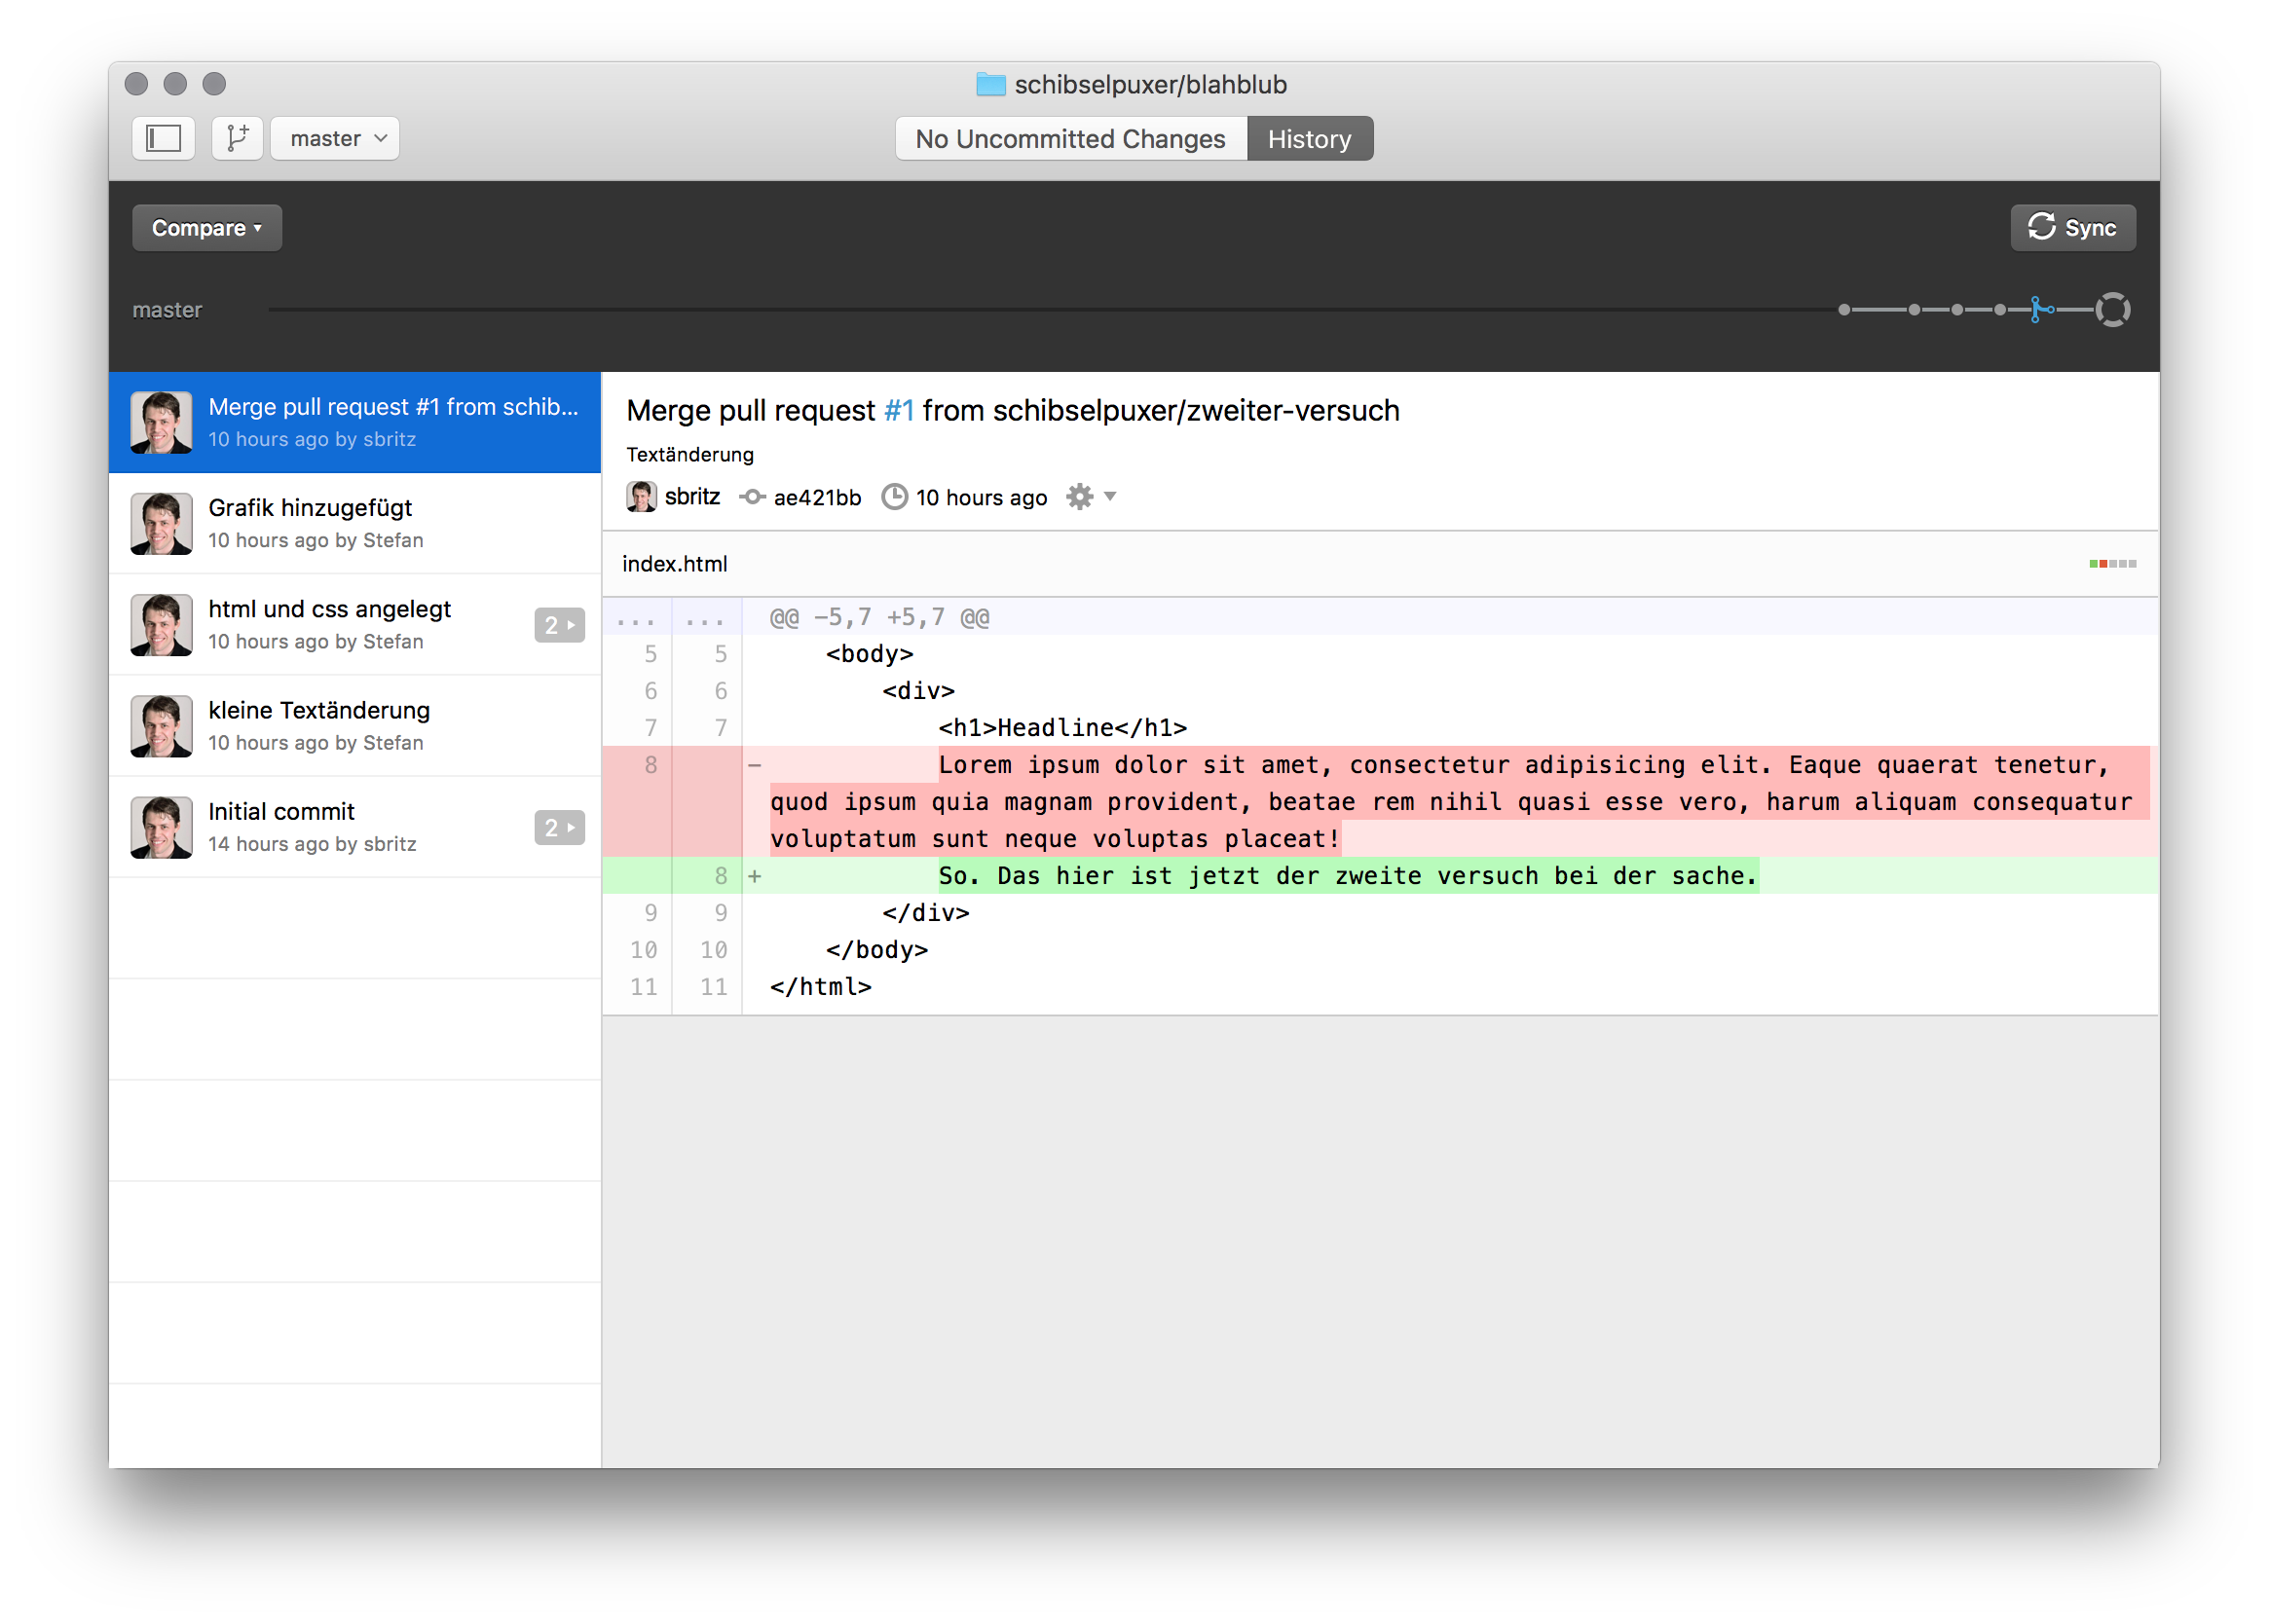 schibselpuxer/blahblub
master
No Uncommitted Changes
History
Compare
Sync
master
Merge pull request #1 from schib...
10 hours ago by sbritz
Grafik hinzugefügt
10 hours ago by Stefan
html und css angelegt
10 hours ago by Stefan
2
kleine Textänderung
10 hours ago by Stefan
Initial commit
14 hours ago by sbritz
2
Merge pull request #1 from schibselpuxer/zweiter-versuch
Textänderung
sbritz ae421bb 10 hours ago
index.html
... ... @@ -5,7 +5,7 @@
5 5 <body>
6 6 <div>
7 7 <h1>Headline</h1>
8 - Lorem ipsum dolor sit amet, consectetur adipisicing elit. Eaque quaerat tenetur,
quod ipsum quia magnam provident, beatae rem nihil quasi esse vero, harum aliquam consequatur
voluptatum sunt neque voluptas placeat!
8 + So. Das hier ist jetzt der zweite versuch bei der sache.
9 9 </div>
10 10 </body>
11 11 </html>